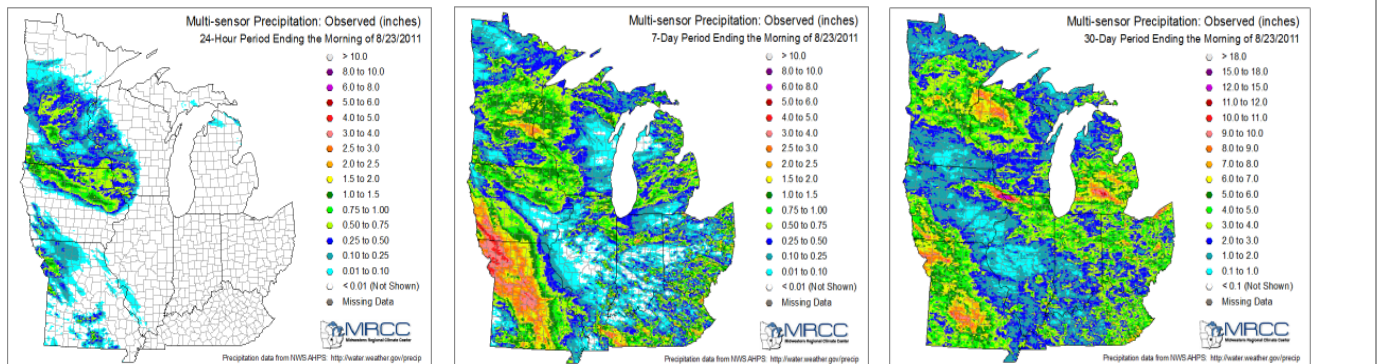 Multi-sensor Precipitation: Observed (inches)
24-Hour Period Ending the Morning of 8/23/2011
> 10.0
8.0 to 10.0
6.0 to 8.0
5.0 to 6.0
4.0 to 5.0
3.0 to 4.0
2.5 to 3.0
2.0 to 2.5
1.5 to 2.0
1.0 to 1.5
0.75 to 1.00
0.50 to 0.75
0.25 to 0.50
0.10 to 0.25
0.01 to 0.10
< 0.01 (Not Shown)
Missing Data
MRCC
Midwestern Regional Climate Center
Precipitation data from NWS AHPS: http://water.weather.gov/precip
Multi-sensor Precipitation: Observed (inches)
7-Day Period Ending the Morning of 8/23/2011
> 10.0
8.0 to 10.0
6.0 to 8.0
5.0 to 6.0
4.0 to 5.0
3.0 to 4.0
2.5 to 3.0
2.0 to 2.5
1.5 to 2.0
1.0 to 1.5
0.75 to 1.00
0.50 to 0.75
0.25 to 0.50
0.10 to 0.25
0.01 to 0.10
< 0.01 (Not Shown)
Missing Data
MRCC
Midwestern Regional Climate Center
Precipitation data from NWS AHPS: http://water.weather.gov/precip
Multi-sensor Precipitation: Observed (inches)
30-Day Period Ending the Morning of 8/23/2011
> 18.0
15.0 to 18.0
12.0 to 15.0
11.0 to 12.0
10.0 to 11.0
9.0 to 10.0
8.0 to 9.0
7.0 to 8.0
6.0 to 7.0
5.0 to 6.0
4.0 to 5.0
3.0 to 4.0
2.0 to 3.0
1.0 to 2.0
0.1 to 1.0
< 0.1 (Not Shown)
Missing Data
MRCC
Midwestern Regional Climate Center
Precipitation data from NWS AHPS: http://water.weather.gov/precip